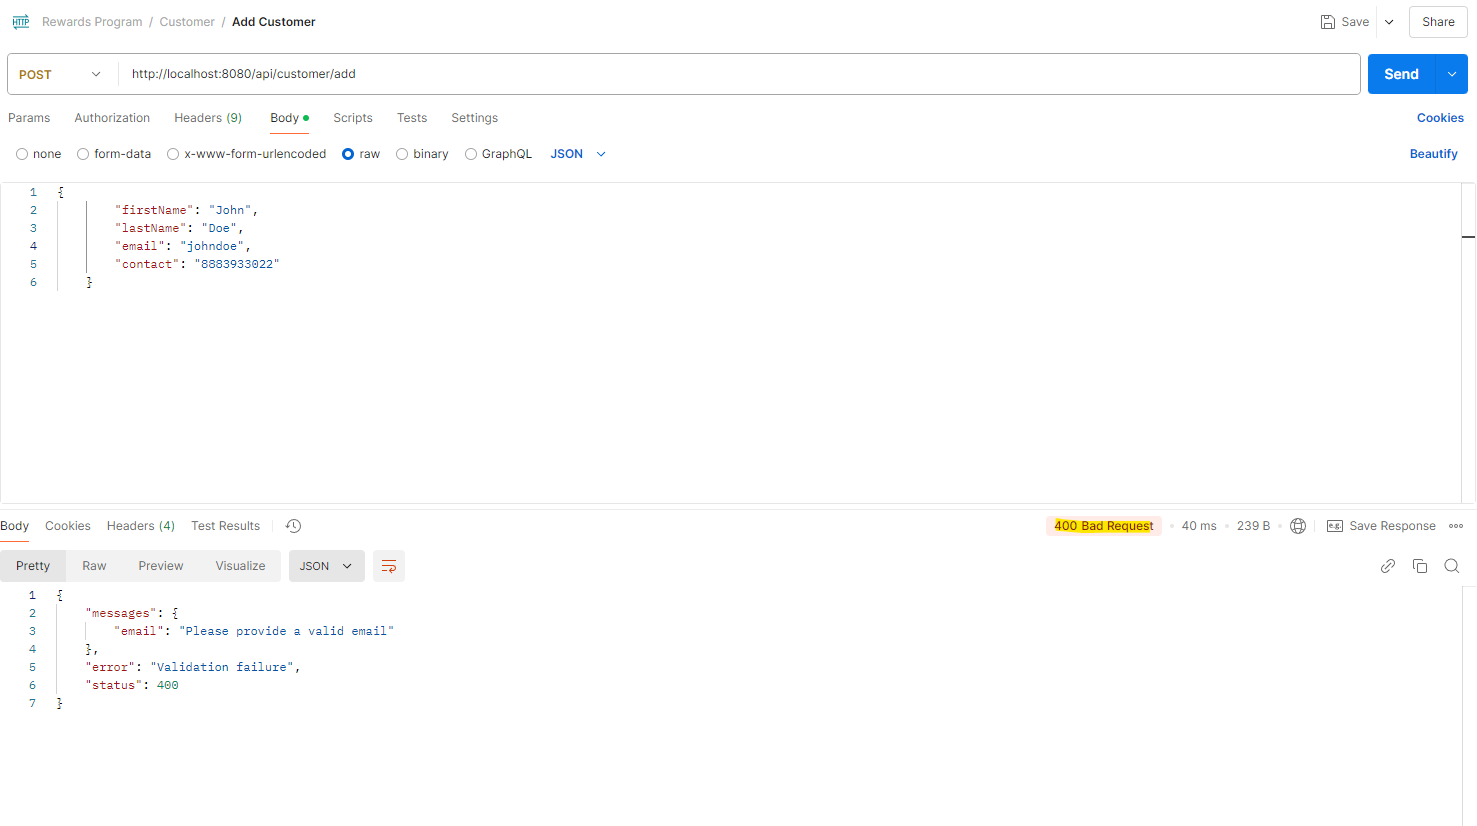 HTTP Rewards Program / Customer / Add Customer Save Share
POST http://localhost:8080/api/customer/add Send
Params Authorization Headers (9) Body Scripts Tests Settings Cookies
none form-data x-www-form-urlencoded raw binary GraphQL JSON Beautify
1 {
2 "firstName": "John",
3 "lastName": "Doe",
4 "email": "johndoe",
5 "contact": "8883933022"
6 }
Body Cookies Headers (4) Test Results 400 Bad Request • 40 ms • 239 B • e.g. Save Response
Pretty Raw Preview Visualize JSON
1 {
2 "messages": {
3 "email": "Please provide a valid email"
4 },
5 "error": "Validation failure",
6 "status": 400
7 }